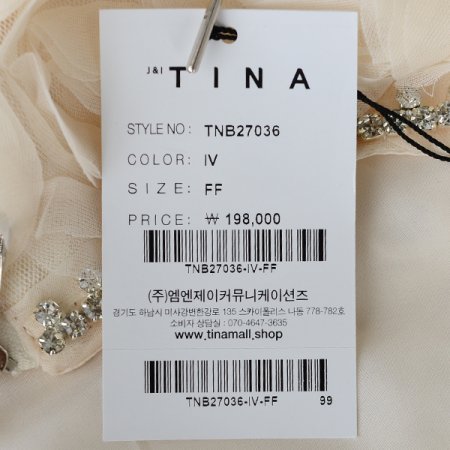 J&I TINA
STYLE NO: TNB27036
COLOR: IV
SIZE: FF
PRICE: ₩ 198,000
TNB27036-IV-FF
(주)엠엔제이커뮤니케이션즈
경기도 하남시 미사강변한강로 135 스카이폴리스 나동 778-782호
소비자 상담실 : 070-4647-3635
www.tinamall.shop
TNB27036-IV-FF 99